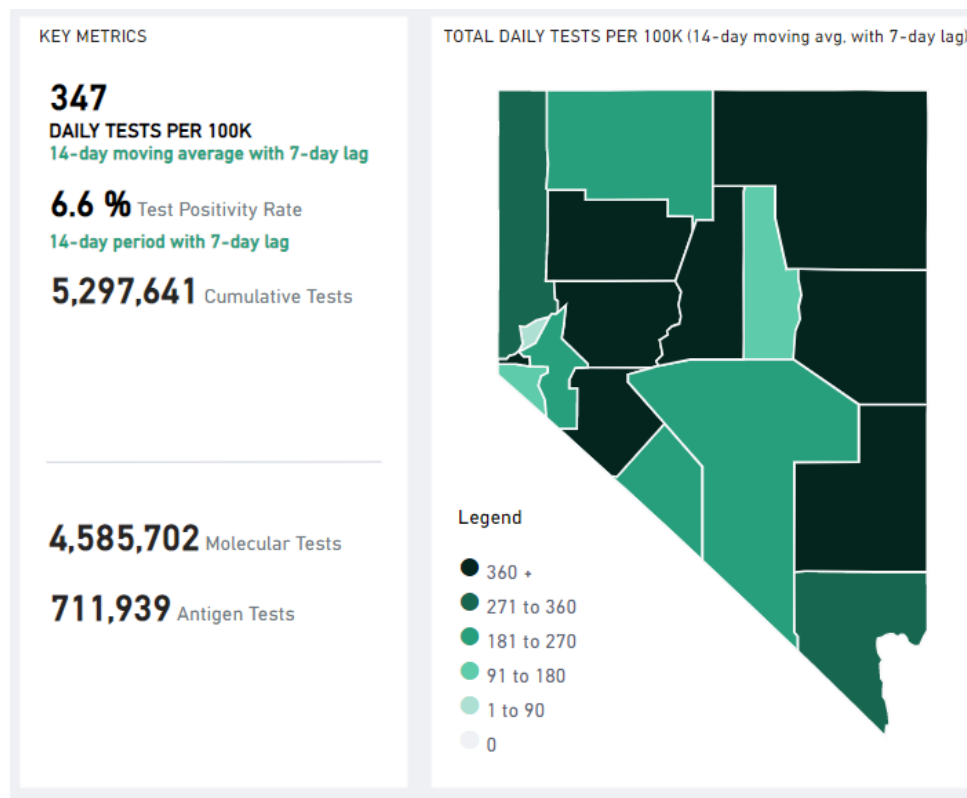 KEY METRICS
347
DAILY TESTS PER 100K
14-day moving average with 7-day lag
6.6 % Test Positivity Rate
14-day period with 7-day lag
5,297,641 Cumulative Tests
4,585,702 Molecular Tests
711,939 Antigen Tests
TOTAL DAILY TESTS PER 100K (14-day moving avg. with 7-day lag)
Legend
360 +
271 to 360
181 to 270
91 to 180
1 to 90
0